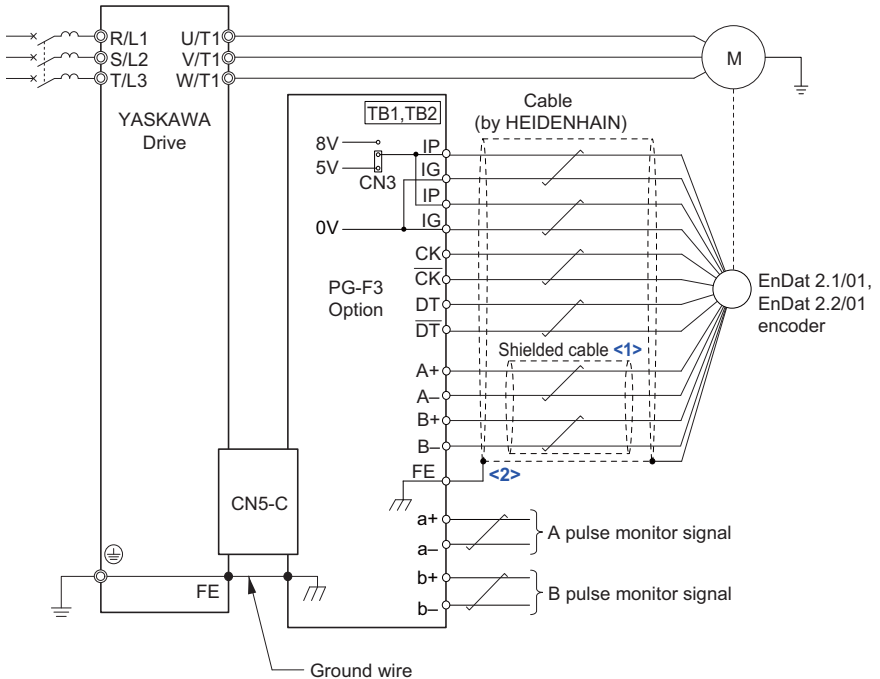 R/L1
S/L2
T/L3
U/T1
V/T1
W/T1
M
YASKAWA
Drive
TB1,TB2
Cable
(by HEIDENHAIN)
8V
5V
CN3
0V
IP
IG
IP
IG
CK
CK
DT
DT
PG-F3
Option
EnDat 2.1/01,
EnDat 2.2/01
encoder
Shielded cable <1>
A+
A–
B+
B–
FE
<2>
CN5-C
a+
a–
A pulse monitor signal
b+
b–
B pulse monitor signal
FE
Ground wire